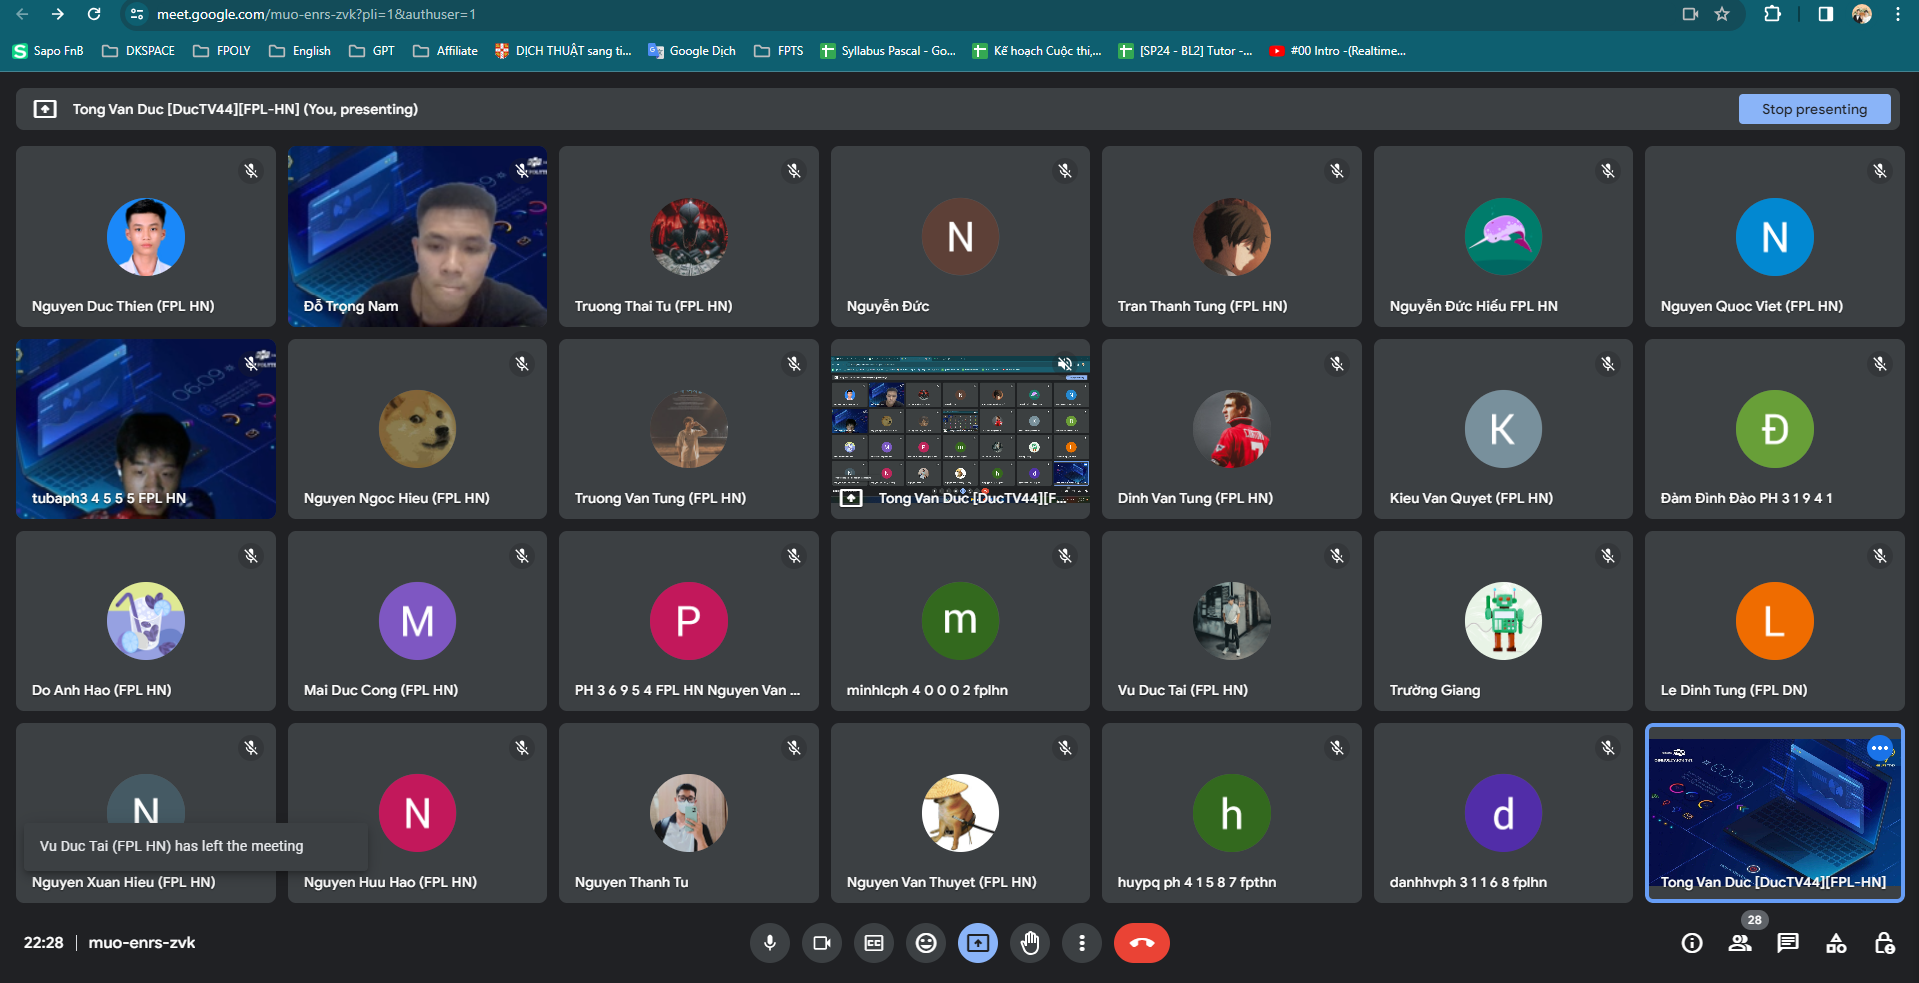 meet.google.com/muo-enrs-zvk?pli=1&authuser=1
Sapo FnB
DKSPACE
FPOLY
English
GPT
Affiliate
DỊCH THUẬT sang ti...
Google Dịch
FPTS
Syllabus Pascal - Go...
Kế hoạch Cuộc thi,...
[SP24 - BL2] Tutor -...
#00 Intro -(Realtime...
Tong Van Duc [DucTV44][FPL-HN] (You, presenting)
Stop presenting
Nguyen Duc Thien (FPL HN)
Đỗ Trọng Nam
Truong Thai Tu (FPL HN)
N
Nguyễn Đức
Tran Thanh Tung (FPL HN)
Nguyễn Đức Hiếu FPL HN
N
Nguyen Quoc Viet (FPL HN)
tubaph3 4 5 5 5 FPL HN
Nguyen Ngoc Hieu (FPL HN)
Truong Van Tung (FPL HN)
Tong Van Duc [DucTV44][F...
Dinh Van Tung (FPL HN)
K
Kieu Van Quyet (FPL HN)
Đ
Đàm Đình Đào PH 3 1 9 4 1
Do Anh Hao (FPL HN)
M
Mai Duc Cong (FPL HN)
P
PH 3 6 9 5 4 FPL HN Nguyen Van ...
m
minhlcph 4 0 0 0 2 fplhn
Vu Duc Tai (FPL HN)
Trường Giang
L
Le Dinh Tung (FPL DN)
N
Vu Duc Tai (FPL HN) has left the meeting
Nguyen Xuan Hieu (FPL HN)
N
Nguyen Huu Hao (FPL HN)
Nguyen Thanh Tu
Nguyen Van Thuyet (FPL HN)
h
huypq ph 4 1 5 8 7 fpthn
d
danhhvph 3 1 1 6 8 fplhn
Tong Van Duc [DucTV44][FPL-HN]
22:28 | muo-enrs-zvk
28